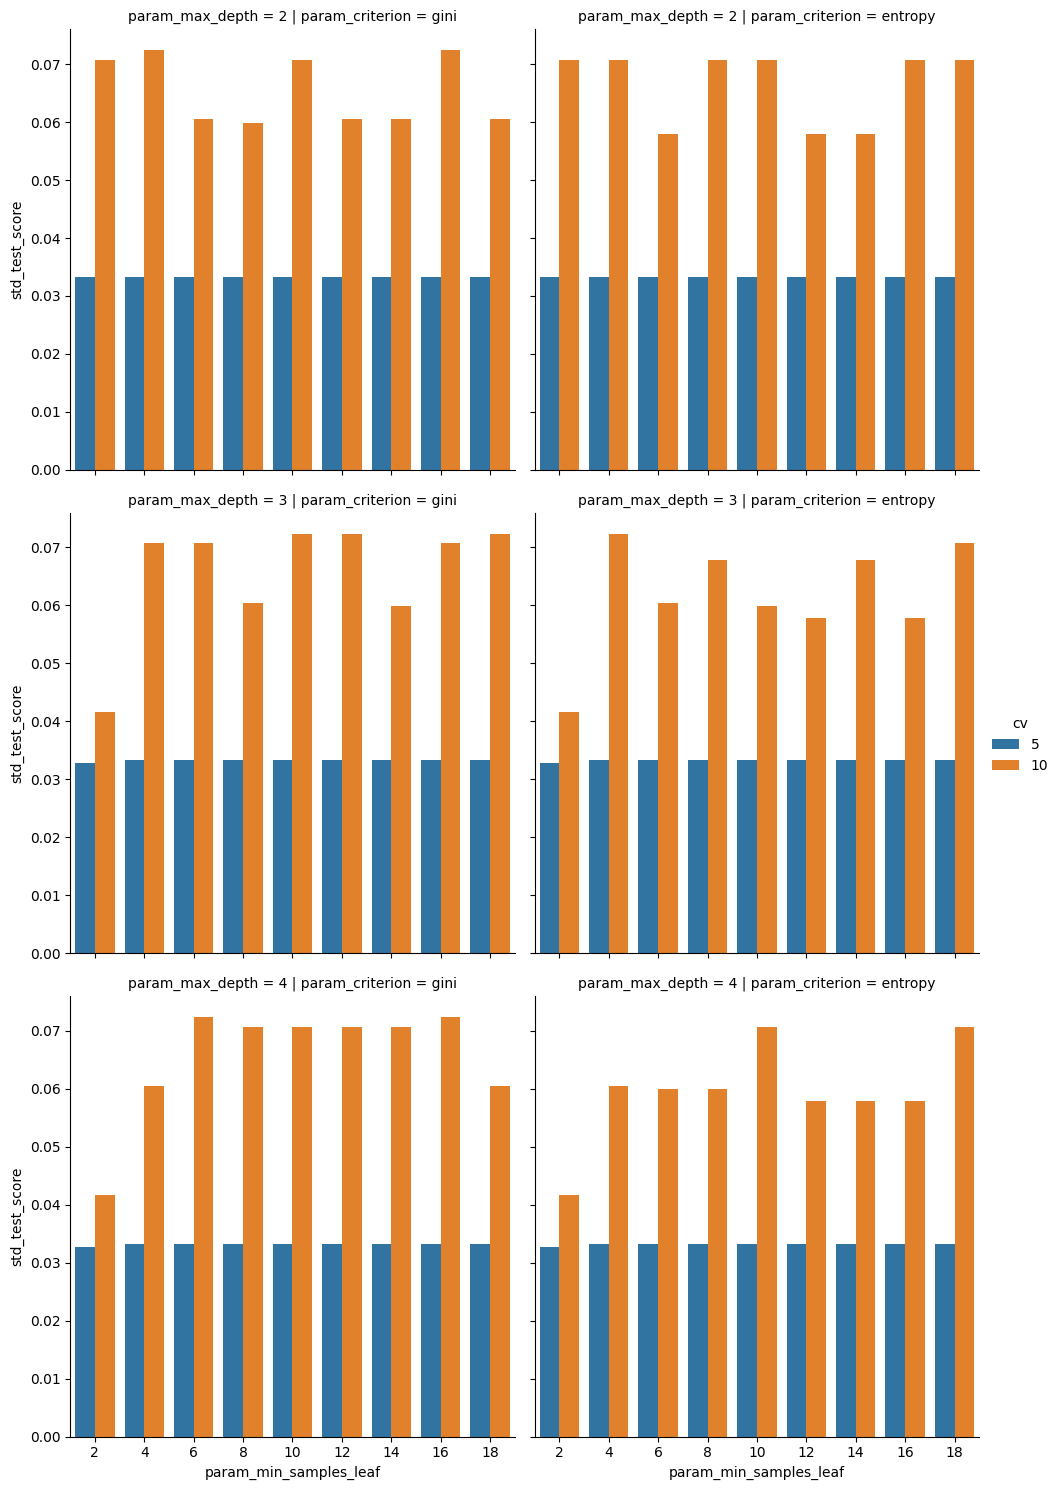 param_max_depth = 2 | param_criterion = gini
param_max_depth = 2 | param_criterion = entropy
0.07
0.06
0.05
0.04
0.03
0.02
0.01
0.00
std_test_score
param_max_depth = 3 | param_criterion = gini
param_max_depth = 3 | param_criterion = entropy
0.07
0.06
0.05
0.04
0.03
0.02
0.01
0.00
std_test_score
cv
5
10
param_max_depth = 4 | param_criterion = gini
param_max_depth = 4 | param_criterion = entropy
0.07
0.06
0.05
0.04
0.03
0.02
0.01
0.00
std_test_score
2 4 6 8 10 12 14 16 18
param_min_samples_leaf
2 4 6 8 10 12 14 16 18
param_min_samples_leaf